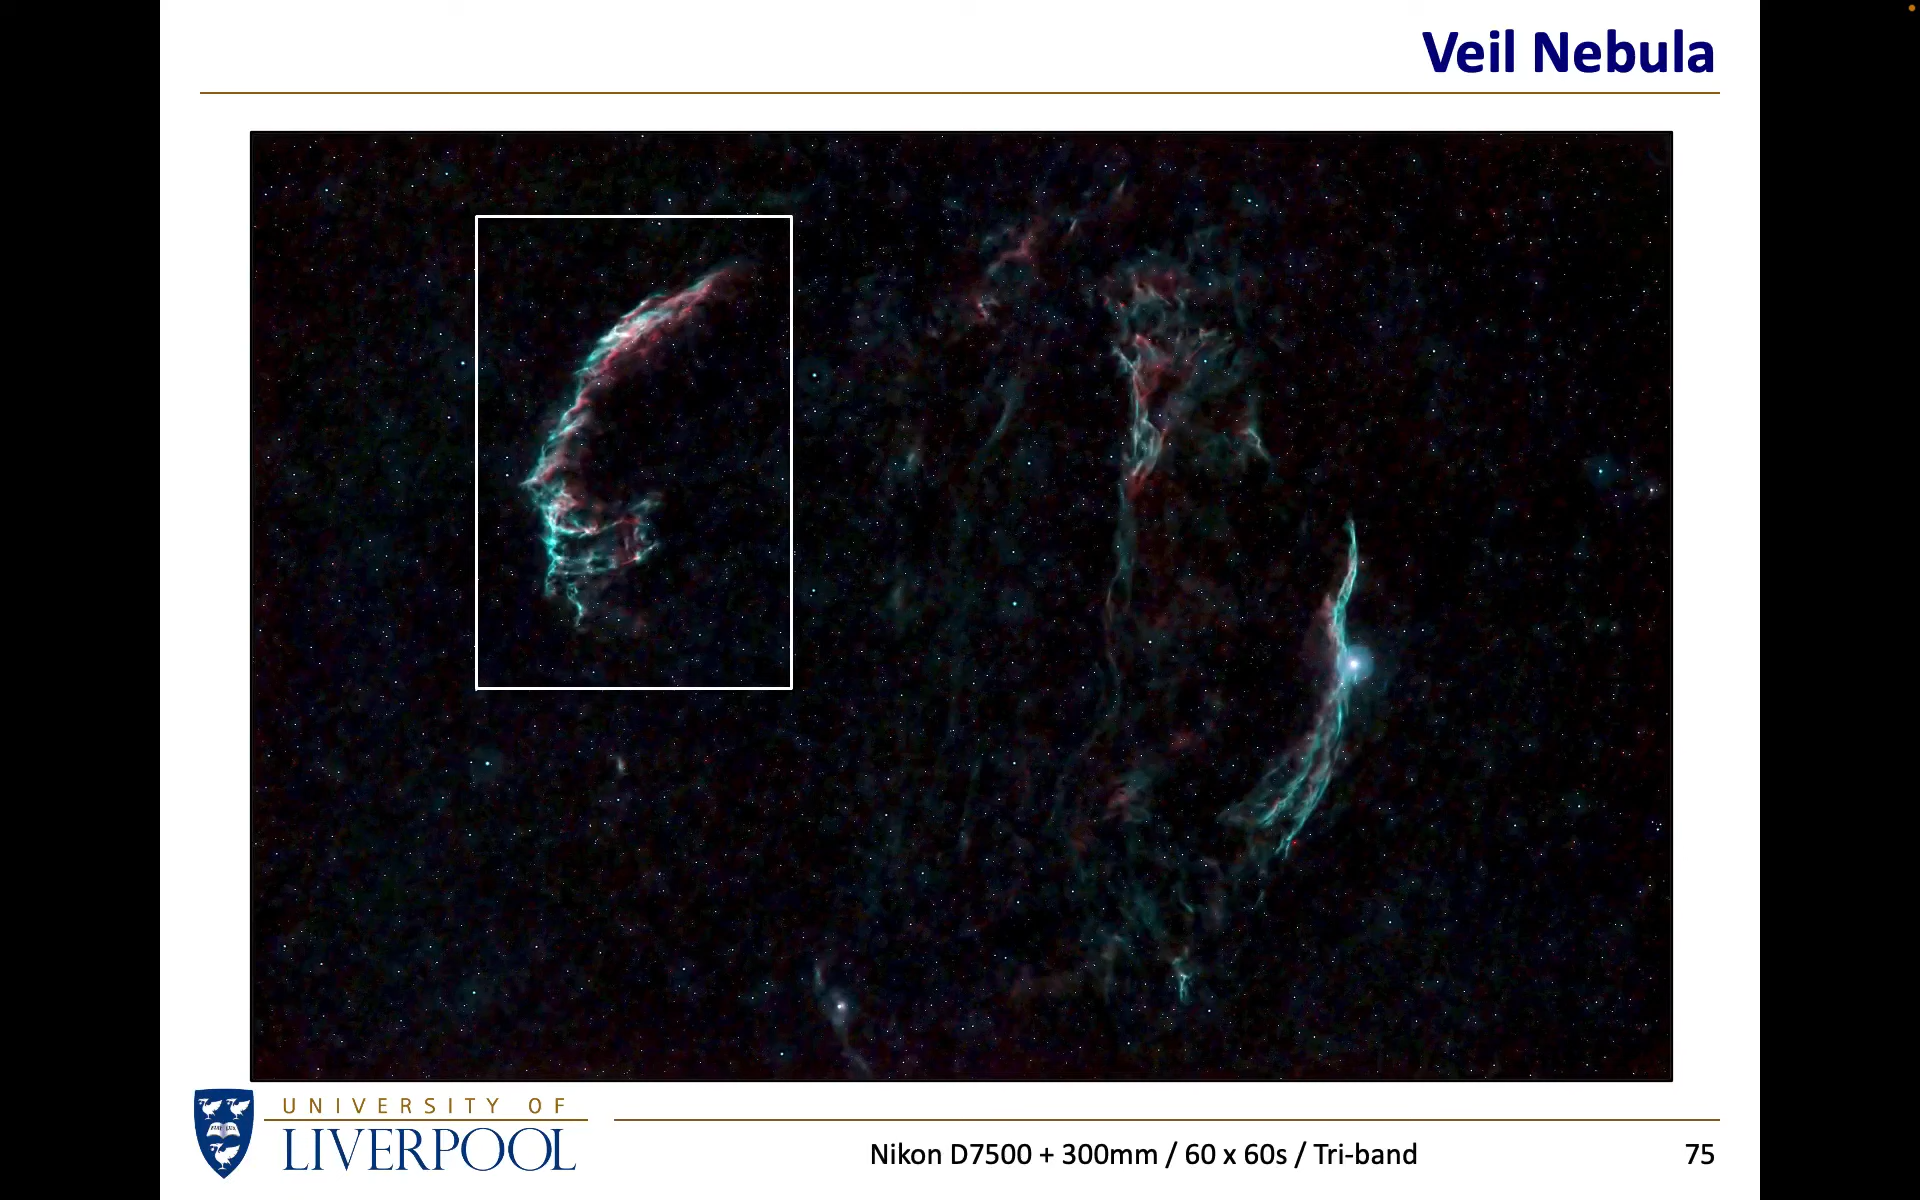 Veil Nebula
UNIVERSITY OF
LIVERPOOL
Nikon D7500 + 300mm / 60 x 60s / Tri-band
75